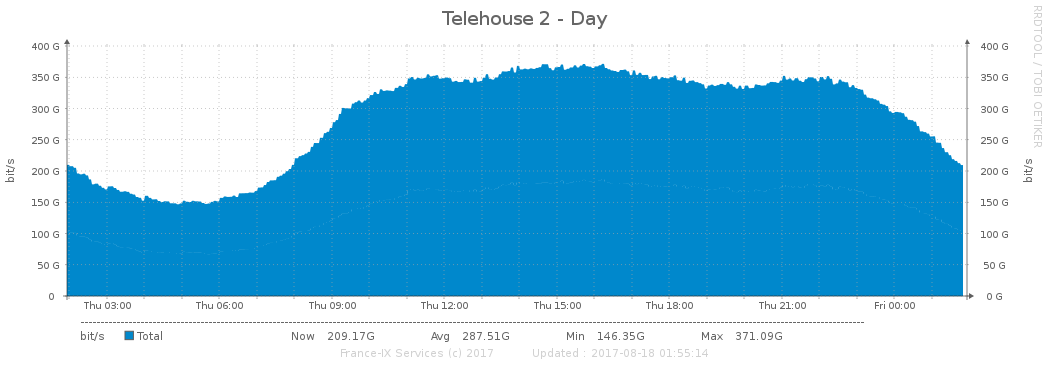 Telehouse 2 - Day
RRDTOOL / TOBI OETIKER
400 G 400 G
350 G 350 G
300 G 300 G
250 G 250 G
200 G 200 G
150 G 150 G
100 G 100 G
50 G 50 G
0 0 G
bit/s bit/s
Thu 03:00 Thu 06:00 Thu 09:00 Thu 12:00 Thu 15:00 Thu 18:00 Thu 21:00 Fri 00:00
bit/s Total Now 209.17G Avg 287.51G Min 146.35G Max 371.09G
France-IX Services (c) 2017 Updated : 2017-08-18 01:55:14